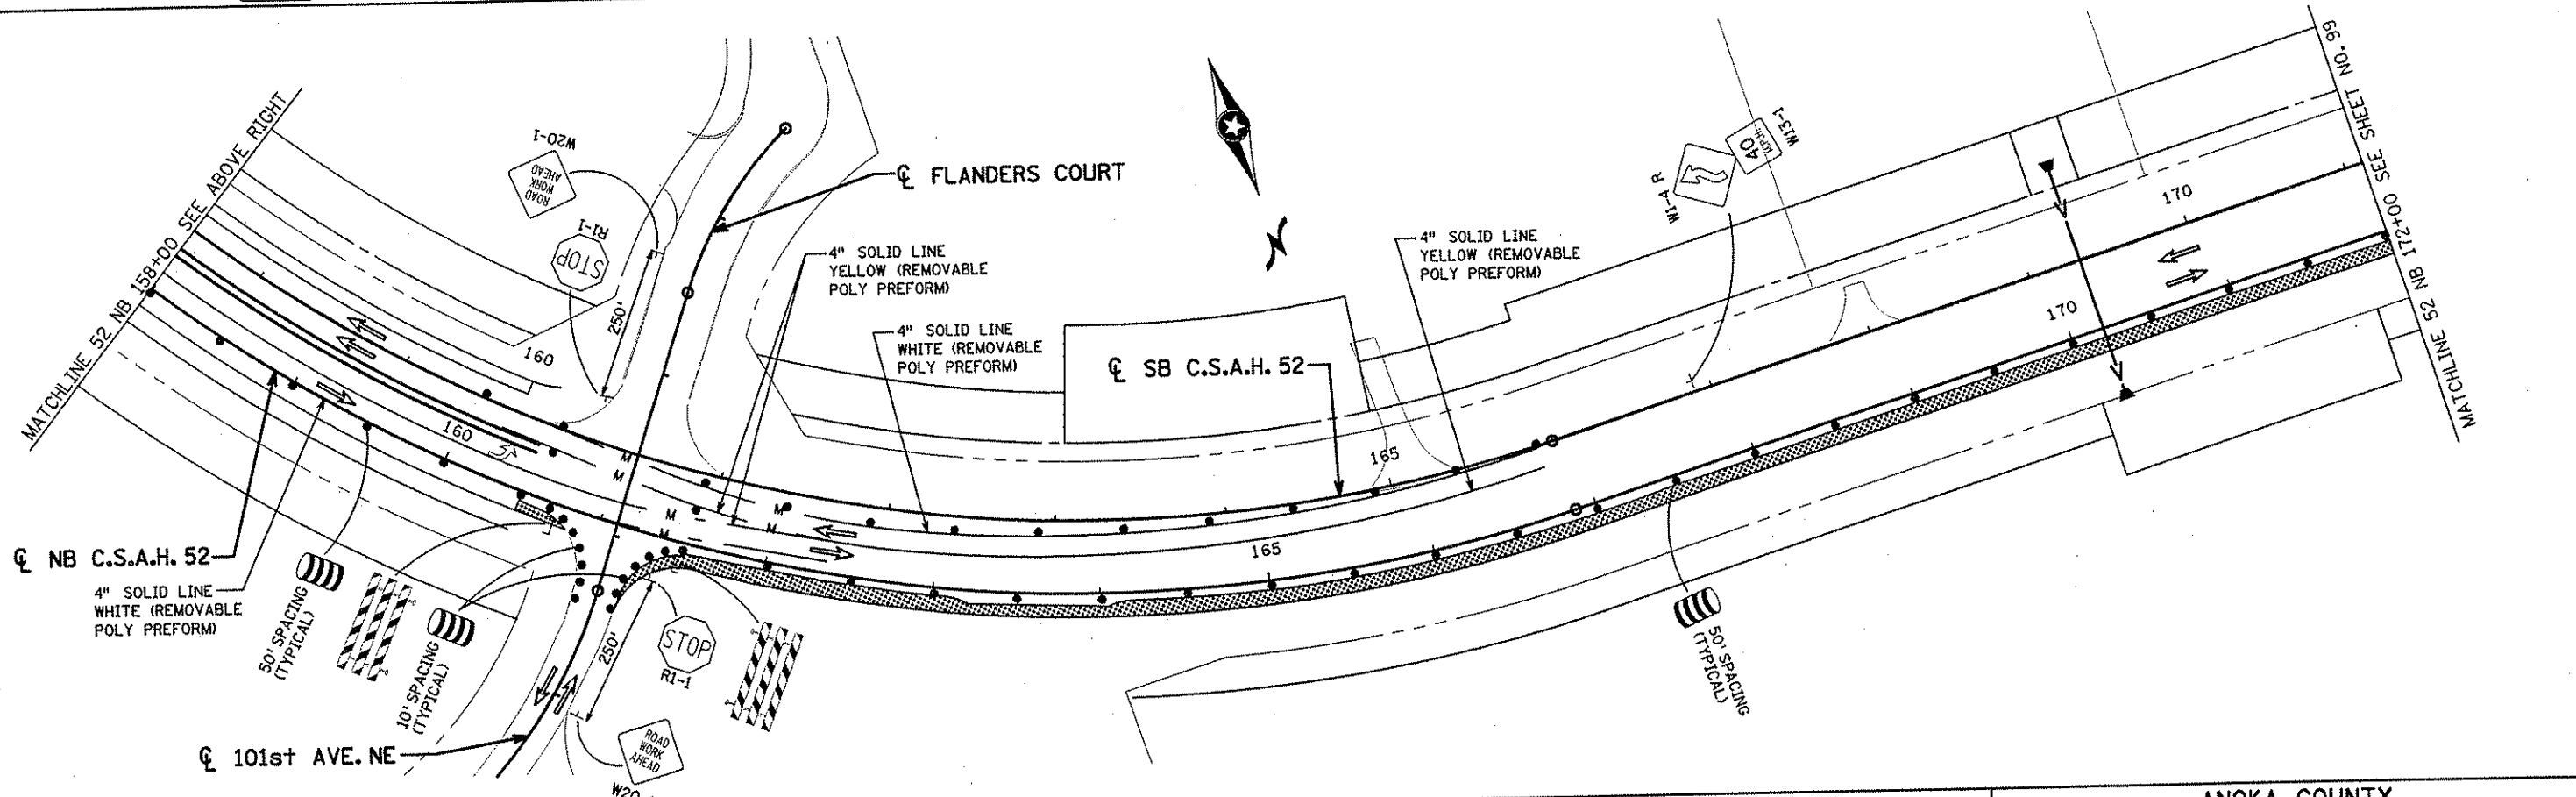 MATCHLINE 52 NB 158+00 SEE ABOVE RIGHT
W20-1
ROAD
WORK
AHEAD
R1-1
STOP
250'
℄ FLANDERS COURT
4" SOLID LINE
YELLOW (REMOVABLE
POLY PREFORM)
4" SOLID LINE
WHITE (REMOVABLE
POLY PREFORM)
℄ SB C.S.A.H. 52
4" SOLID LINE
YELLOW (REMOVABLE
POLY PREFORM)
W1-4 R
40
M.P.H.
W13-1
170
170
MATCHLINE 52 NB 172+00 SEE SHEET NO. 99
160
160
165
165
M
M
M
M
M
M
N
℄ NB C.S.A.H. 52
4" SOLID LINE
WHITE (REMOVABLE
POLY PREFORM)
50' SPACING
(TYPICAL)
10' SPACING
(TYPICAL)
250'
STOP
R1-1
50' SPACING
(TYPICAL)
℄ 101st AVE. NE
ROAD
WORK
AHEAD
W20
ANOKA COUNTY